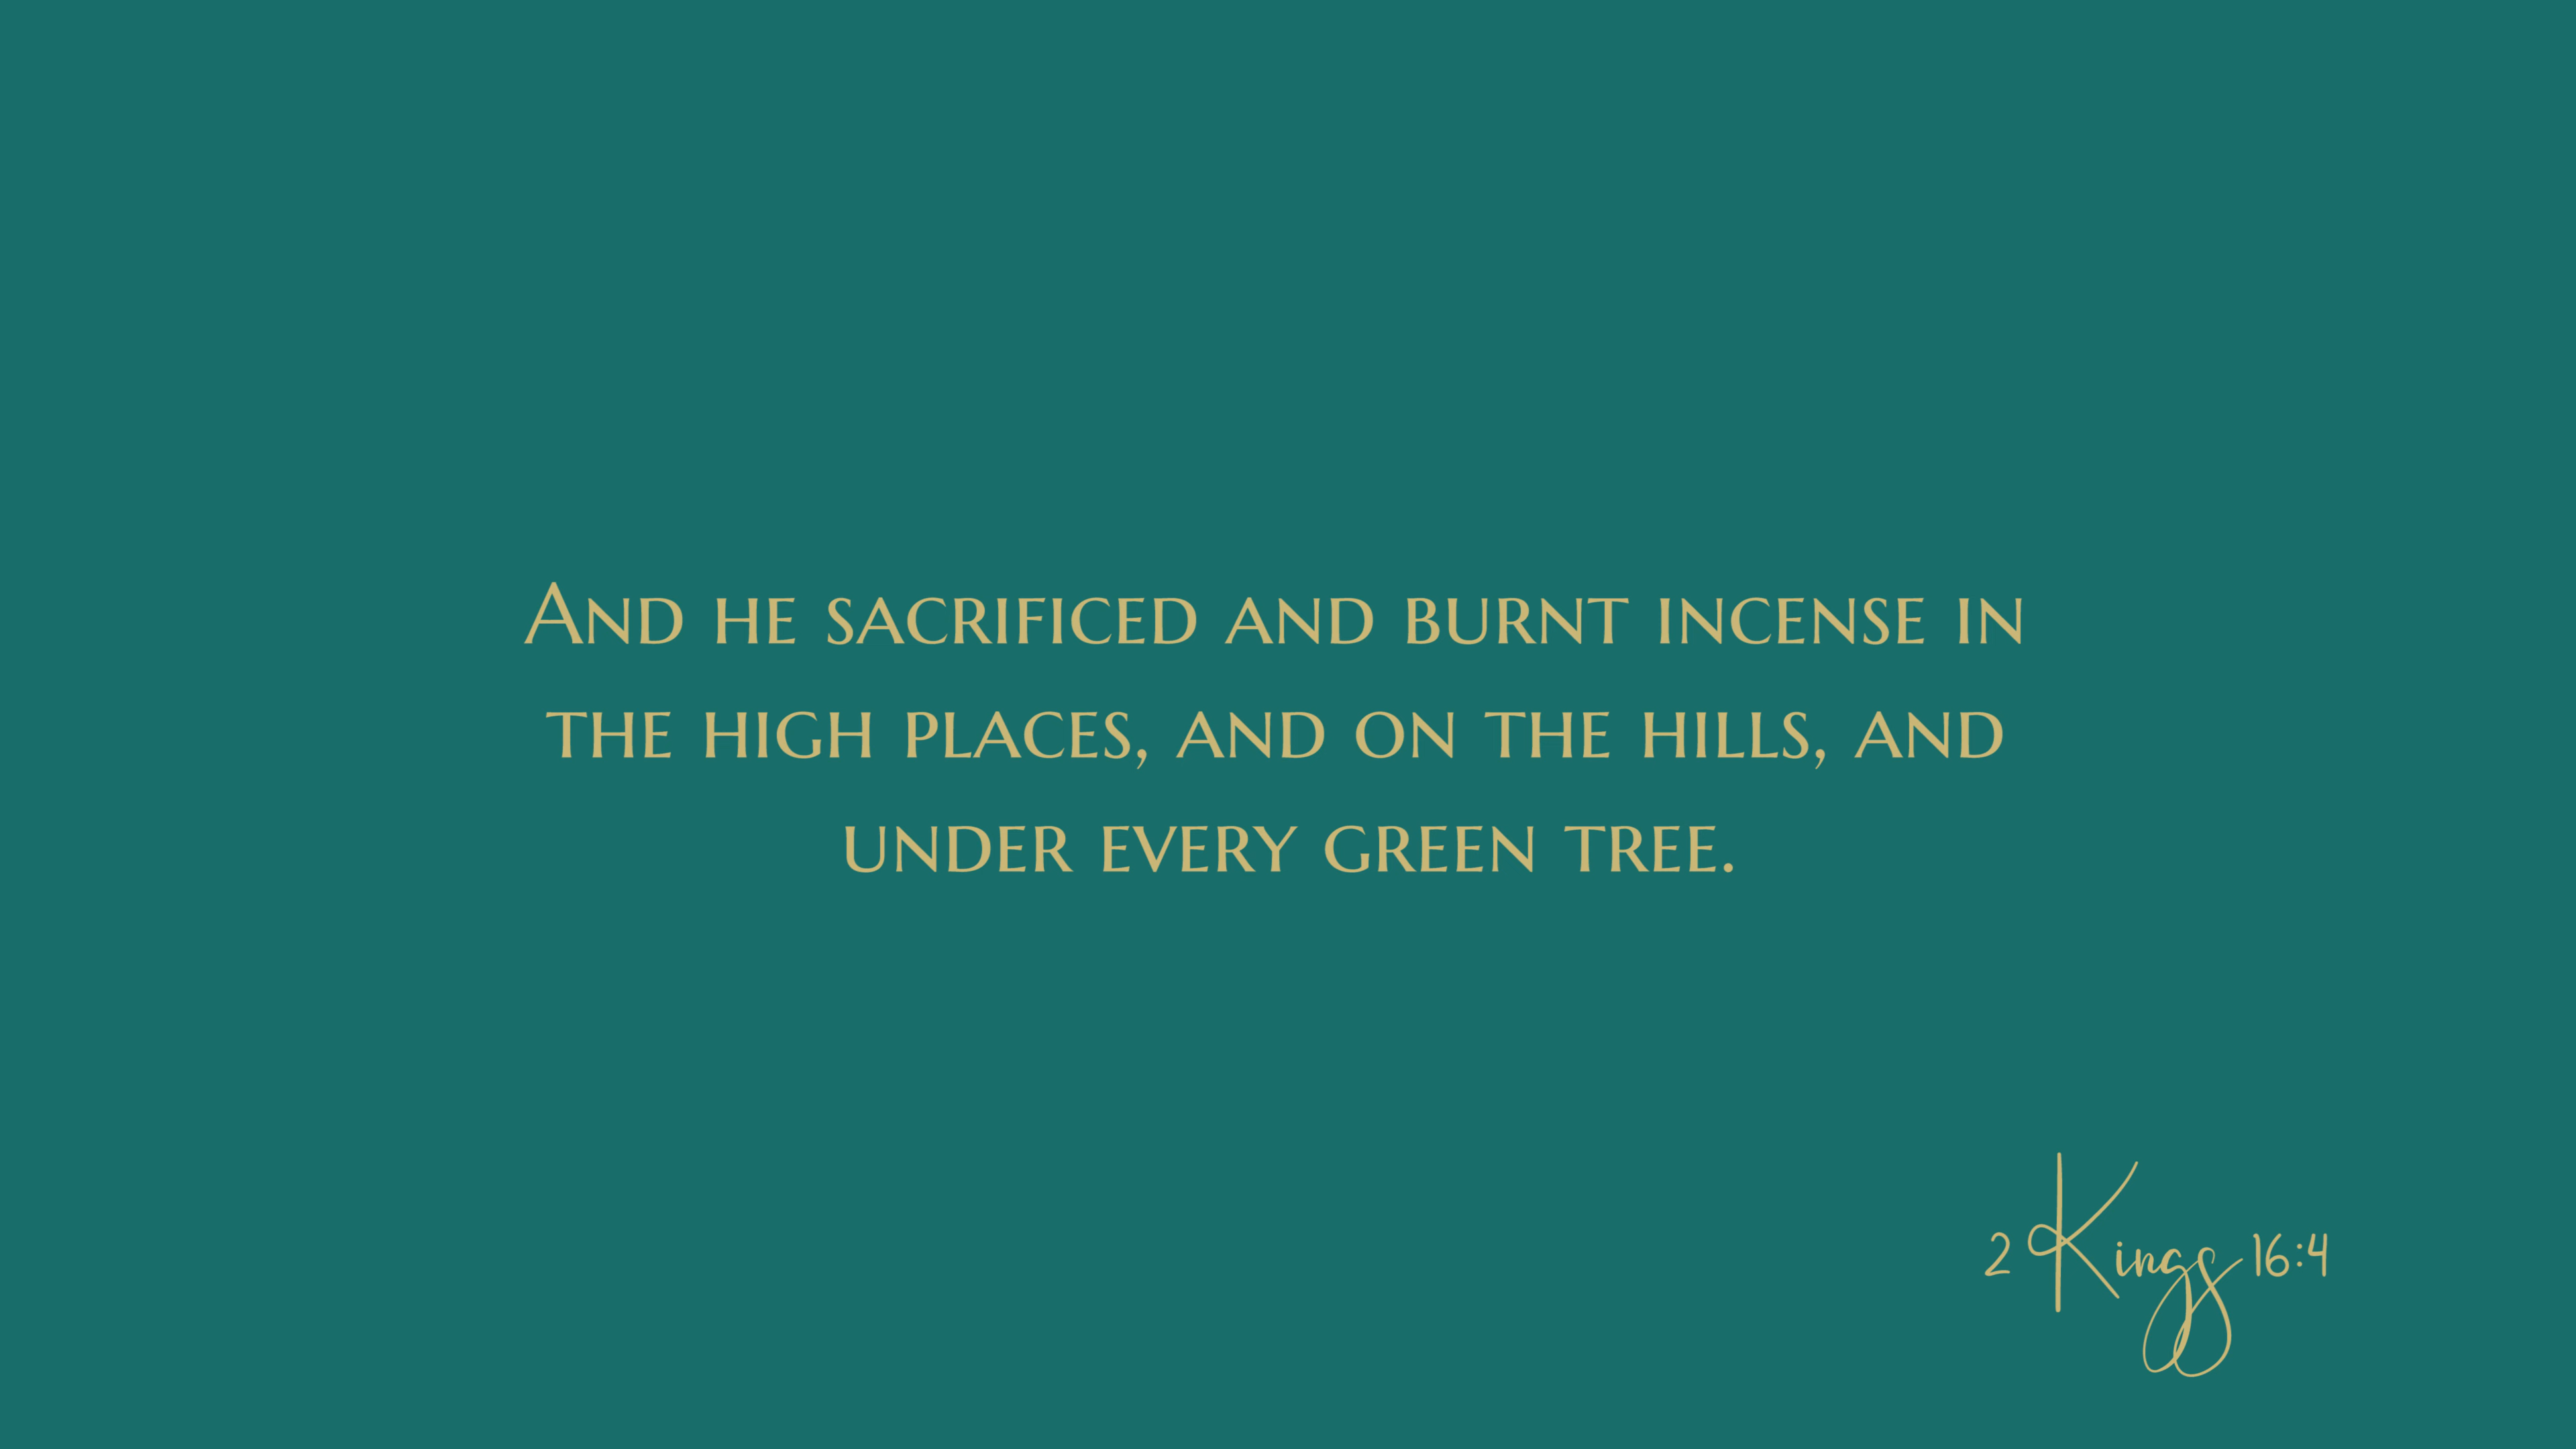 And he sacrificed and burnt incense in
the high places, and on the hills, and
under every green tree.
2 Kings 16:4